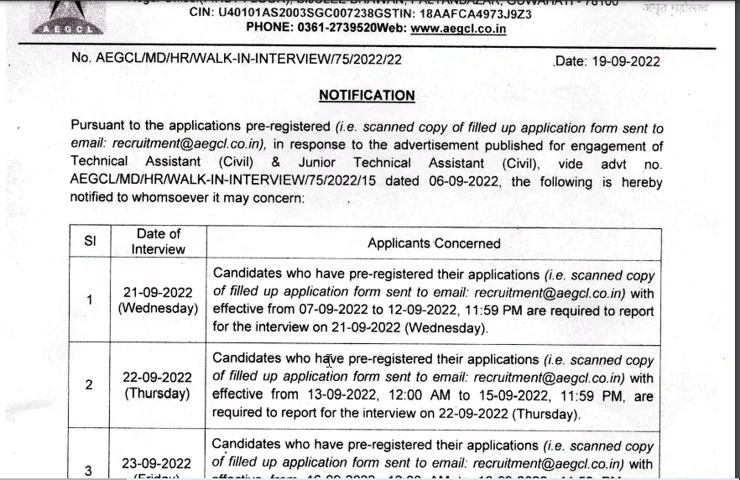 CIN: U40101AS2003SGC007238GSTIN: 18AAFCA4973J9Z3
AEGCL
PHONE: 0361-2739520Web: www.aegcl.co.in
No. AEGCL/MD/HR/WALK-IN-INTERVIEW/75/2022/22
Date: 19-09-2022
NOTIFICATION
Pursuant to the applications pre-registered (i.e. scanned copy of filled up application form sent to
email: recruitment@aegcl.co.in), in response to the advertisement published for engagement of
Technical Assistant (Civil) & Junior Technical Assistant (Civil), vide advt no.
AEGCL/MD/HR/WALK-IN-INTERVIEW/75/2022/15 dated 06-09-2022, the following is hereby
notified to whomsoever it may concern:
Sl
Date of
Interview
Applicants Concerned
1
21-09-2022
(Wednesday)
Candidates who have pre-registered their applications (i.e. scanned copy
of filled up application form sent to email: recruitment@aegcl.co.in) with
effective from 07-09-2022 to 12-09-2022, 11:59 PM are required to report
for the interview on 21-09-2022 (Wednesday).
2
22-09-2022
(Thursday)
Candidates who have pre-registered their applications (i.e. scanned copy
of filled up application form sent to email: recruitment@aegcl.co.in) with
effective from 13-09-2022, 12:00 AM to 15-09-2022, 11:59 PM, are
required to report for the interview on 22-09-2022 (Thursday).
3
23-09-2022
Candidates who have pre-registered their applications (i.e. scanned copy
of filled up application form sent to email: recruitment@aegcl.co.in) with